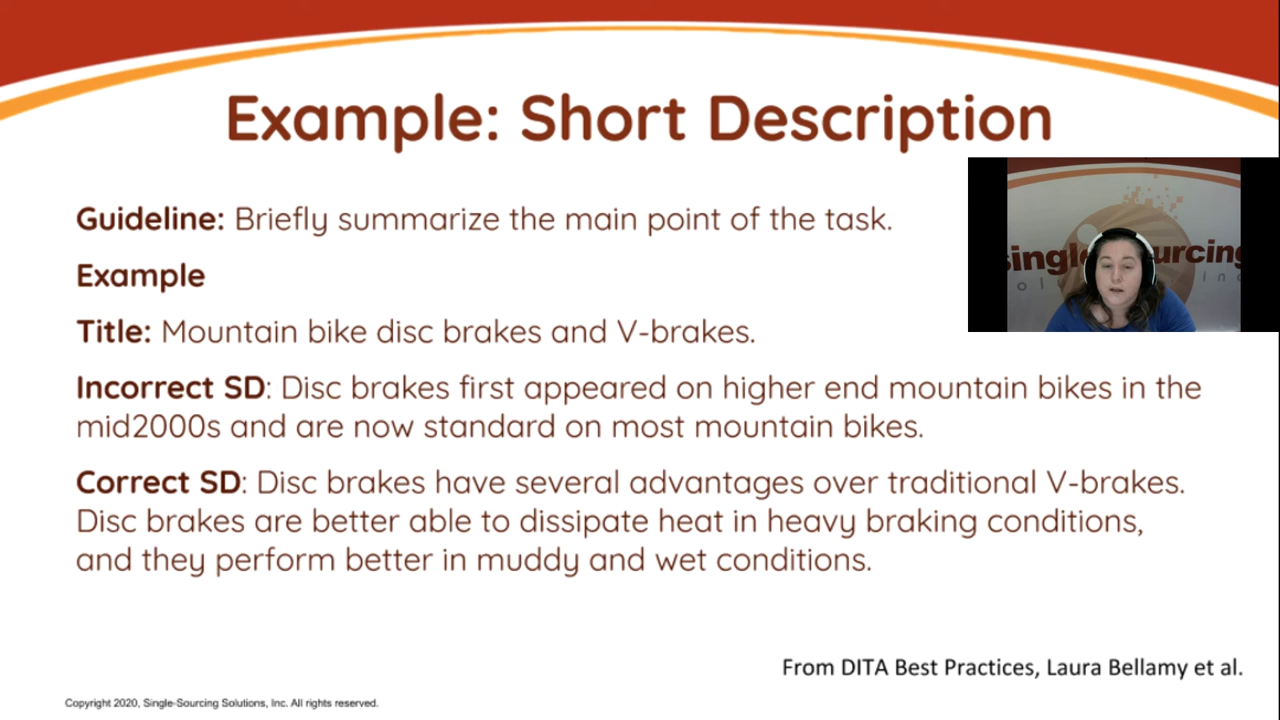 Example: Short Description
Guideline: Briefly summarize the main point of the task.
Example
Title: Mountain bike disc brakes and V-brakes.
Incorrect SD: Disc brakes first appeared on higher end mountain bikes in the
mid2000s and are now standard on most mountain bikes.
Correct SD: Disc brakes have several advantages over traditional V-brakes.
Disc brakes are better able to dissipate heat in heavy braking conditions,
and they perform better in muddy and wet conditions.
From DITA Best Practices, Laura Bellamy et al.
Copyright 2020, Single-Sourcing Solutions, Inc. All rights reserved.